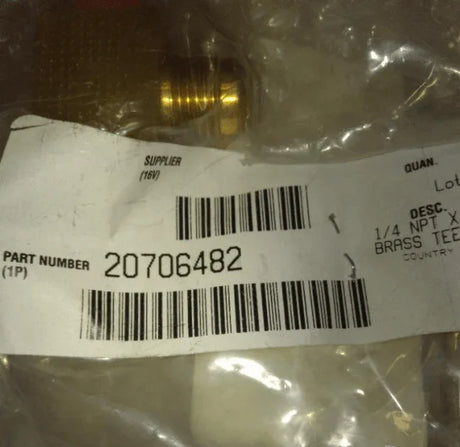 SUPPLIER
(16V)
PART NUMBER 20706482
(1P)
QUAN.
Lot
DESC.
1/4 NPT X
BRASS TEE
COUNTRY